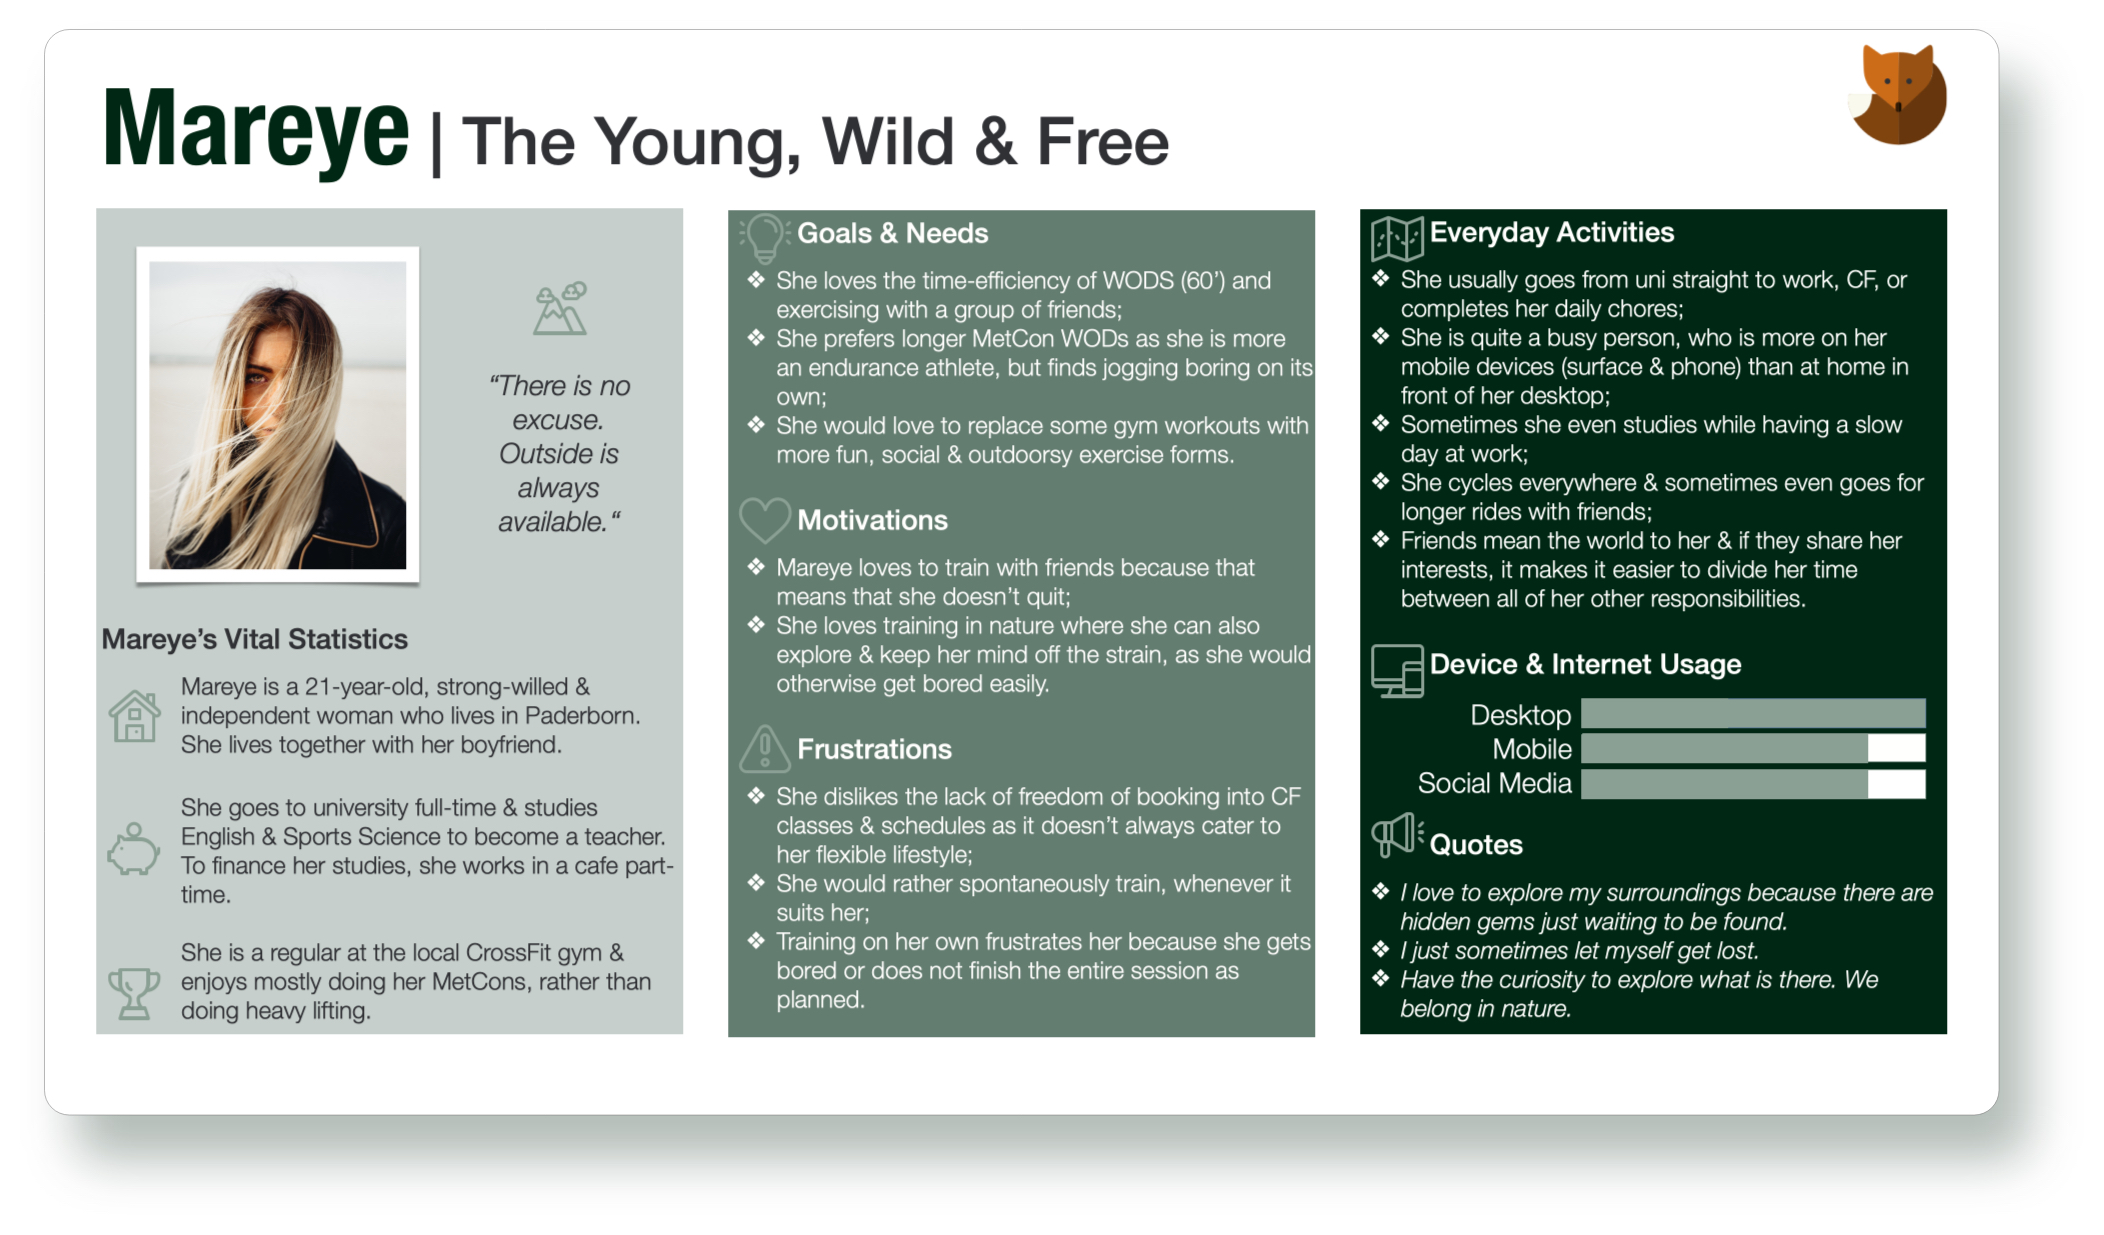 Mareye | The Young, Wild & Free
“There is no
excuse.
Outside is
always
available.“
Mareye’s Vital Statistics
Mareye is a 21-year-old, strong-willed &
independent woman who lives in Paderborn.
She lives together with her boyfriend.
She goes to university full-time & studies
English & Sports Science to become a teacher.
To finance her studies, she works in a cafe part-
time.
She is a regular at the local CrossFit gym &
enjoys mostly doing her MetCons, rather than
doing heavy lifting.
Goals & Needs
❖ She loves the time-efficiency of WODS (60’) and
exercising with a group of friends;
❖ She prefers longer MetCon WODs as she is more
an endurance athlete, but finds jogging boring on its
own;
❖ She would love to replace some gym workouts with
more fun, social & outdoorsy exercise forms.
Motivations
❖ Mareye loves to train with friends because that
means that she doesn’t quit;
❖ She loves training in nature where she can also
explore & keep her mind off the strain, as she would
otherwise get bored easily.
Frustrations
❖ She dislikes the lack of freedom of booking into CF
classes & schedules as it doesn’t always cater to
her flexible lifestyle;
❖ She would rather spontaneously train, whenever it
suits her;
❖ Training on her own frustrates her because she gets
bored or does not finish the entire session as
planned.
Everyday Activities
❖ She usually goes from uni straight to work, CF, or
completes her daily chores;
❖ She is quite a busy person, who is more on her
mobile devices (surface & phone) than at home in
front of her desktop;
❖ Sometimes she even studies while having a slow
day at work;
❖ She cycles everywhere & sometimes even goes for
longer rides with friends;
❖ Friends mean the world to her & if they share her
interests, it makes it easier to divide her time
between all of her other responsibilities.
Device & Internet Usage
Desktop
Mobile
Social Media
Quotes
❖ I love to explore my surroundings because there are
hidden gems just waiting to be found.
❖ I just sometimes let myself get lost.
❖ Have the curiosity to explore what is there. We
belong in nature.